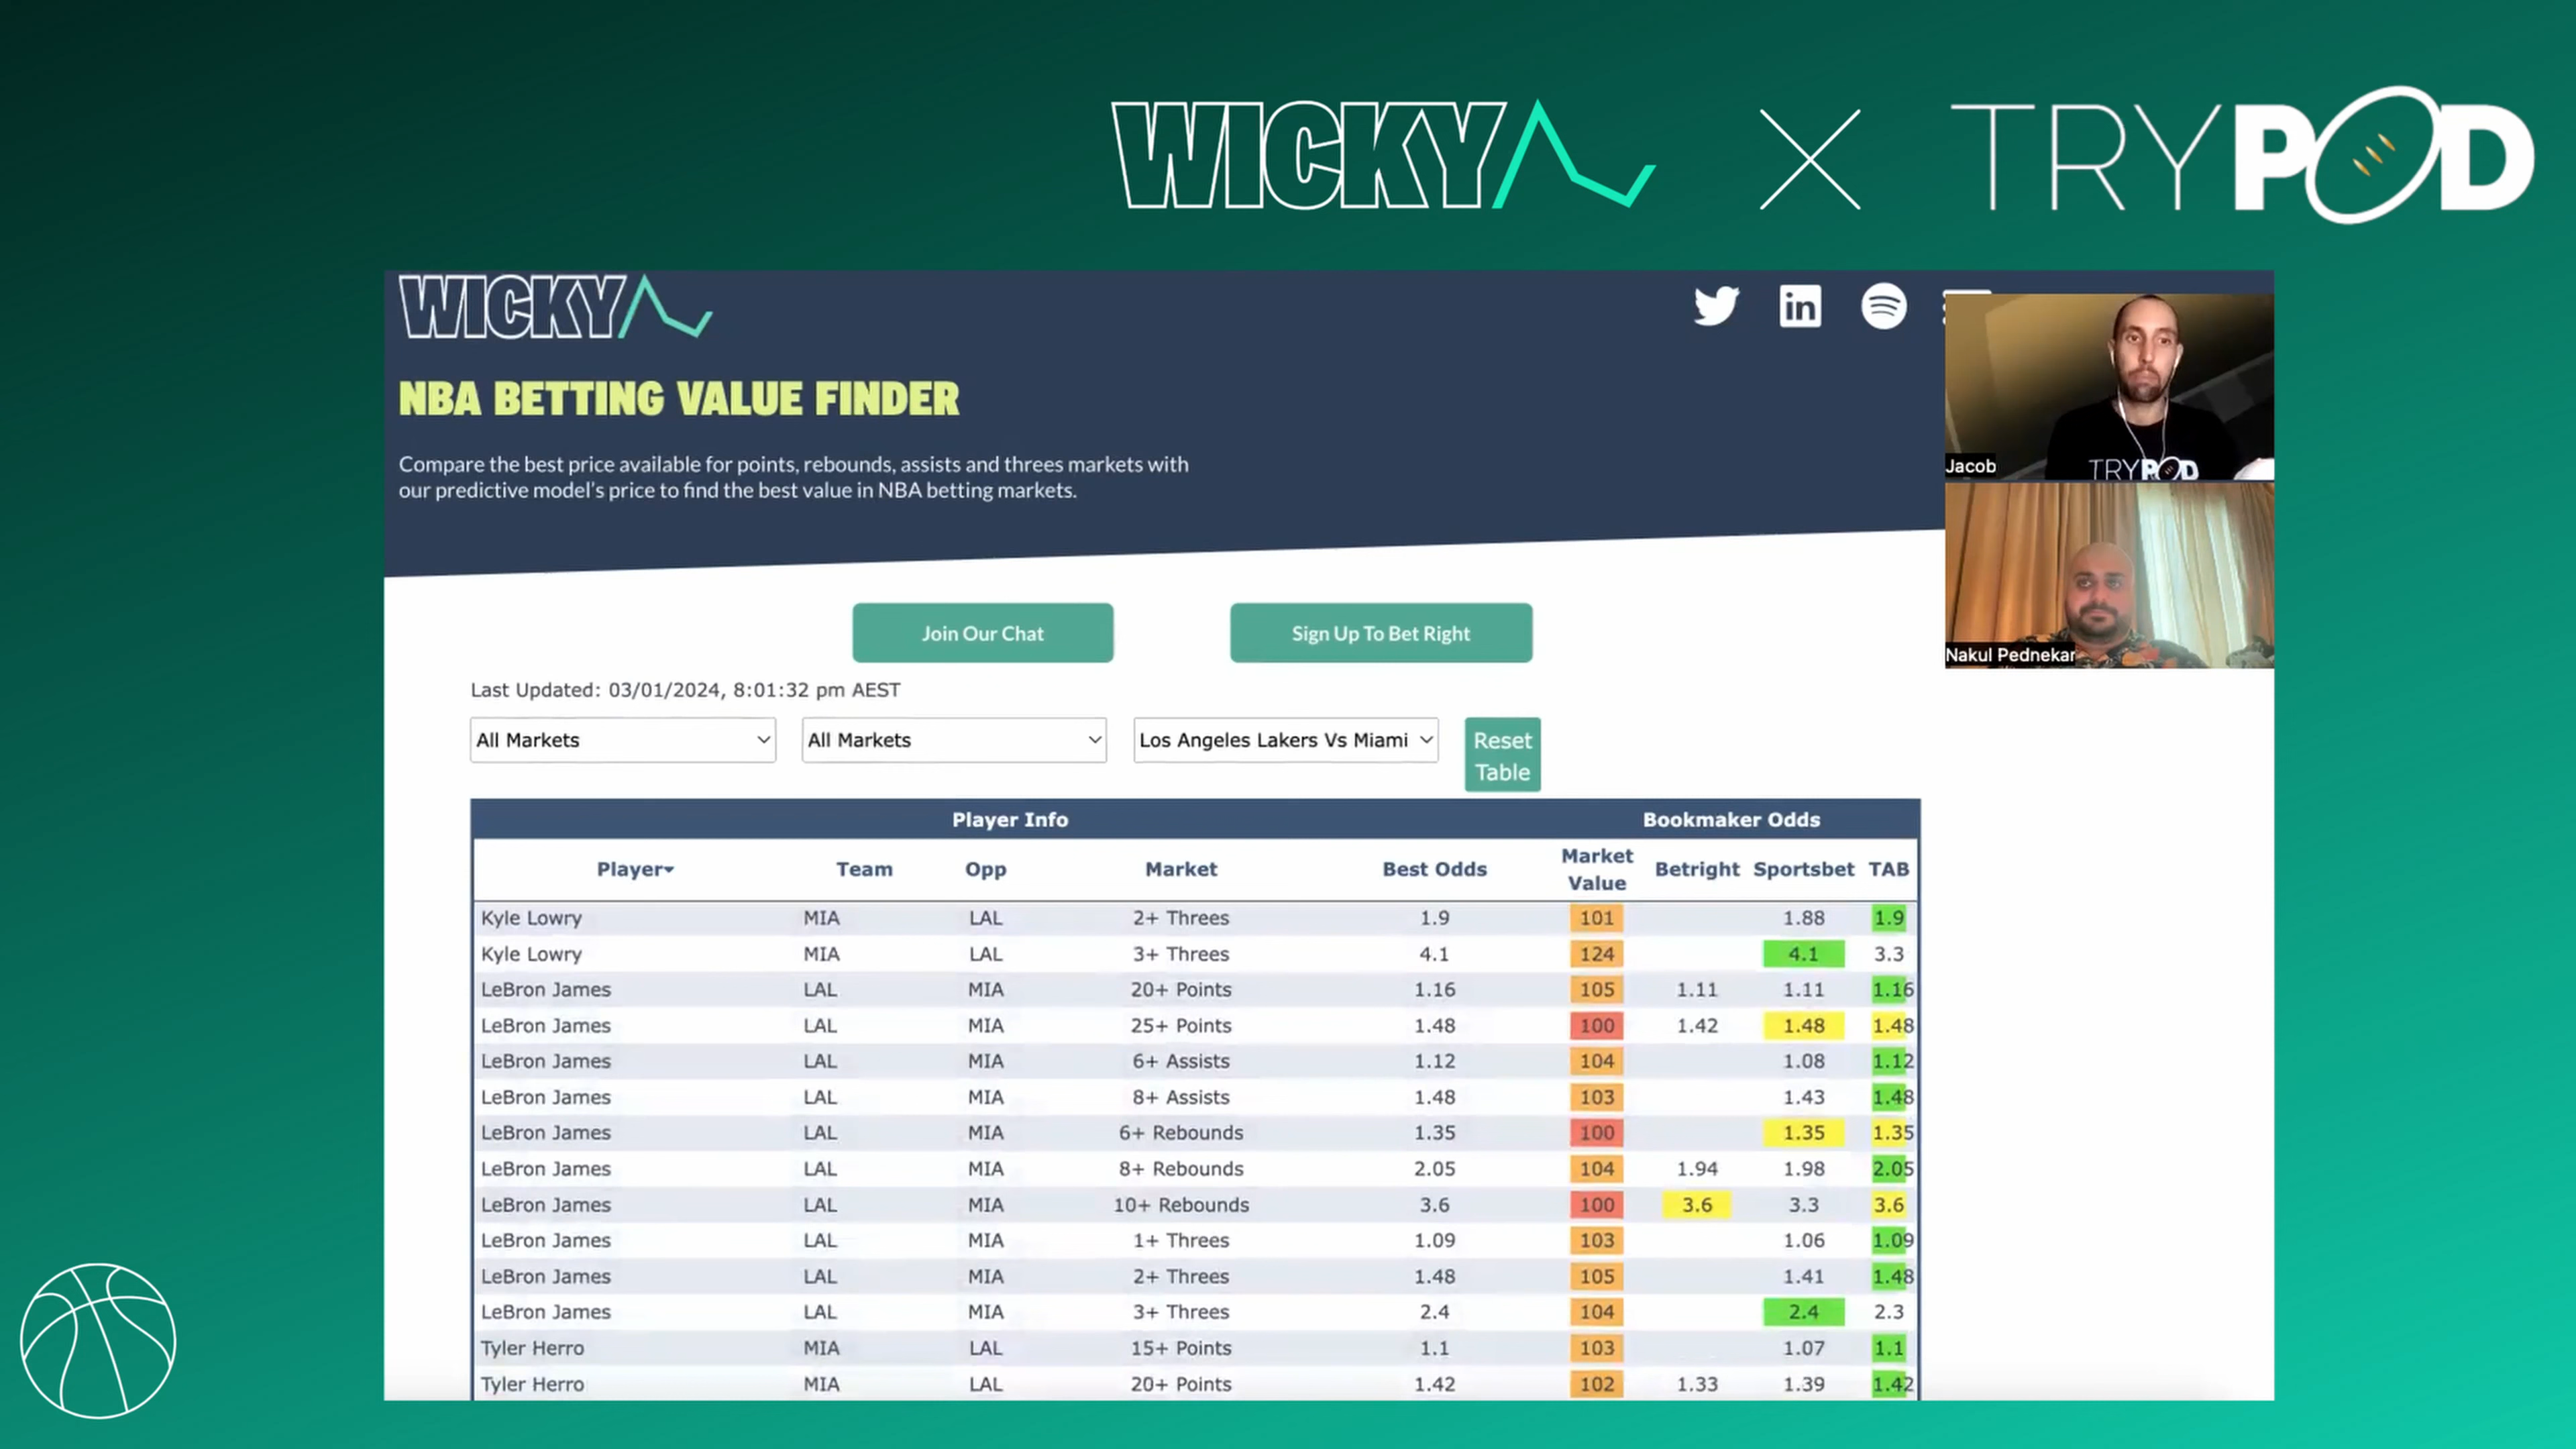 WICKY X TRYPOD
WICKY
NBA BETTING VALUE FINDER
Compare the best price available for points, rebounds, assists and threes markets with
our predictive model's price to find the best value in NBA betting markets.
Jacob
TRYPOD
Nakul Pednekar
Join Our Chat Sign Up To Bet Right
Last Updated: 03/01/2024, 8:01:32 pm AEST
All Markets All Markets Los Angeles Lakers Vs Miami Reset
Table
Player Info Bookmaker Odds
Player Team Opp Market Best Odds Market Value Betright Sportsbet TAB
Kyle Lowry MIA LAL 2+ Threes 1.9 101 1.88 1.9
Kyle Lowry MIA LAL 3+ Threes 4.1 124 4.1 3.3
LeBron James LAL MIA 20+ Points 1.16 105 1.11 1.11 1.16
LeBron James LAL MIA 25+ Points 1.48 100 1.42 1.48 1.48
LeBron James LAL MIA 6+ Assists 1.12 104 1.08 1.12
LeBron James LAL MIA 8+ Assists 1.48 103 1.43 1.48
LeBron James LAL MIA 6+ Rebounds 1.35 100 1.35 1.35
LeBron James LAL MIA 8+ Rebounds 2.05 104 1.94 1.98 2.05
LeBron James LAL MIA 10+ Rebounds 3.6 100 3.6 3.3 3.6
LeBron James LAL MIA 1+ Threes 1.09 103 1.06 1.09
LeBron James LAL MIA 2+ Threes 1.48 105 1.41 1.48
LeBron James LAL MIA 3+ Threes 2.4 104 2.4 2.3
Tyler Herro MIA LAL 15+ Points 1.1 103 1.07 1.1
Tyler Herro MIA LAL 20+ Points 1.42 102 1.33 1.39 1.42